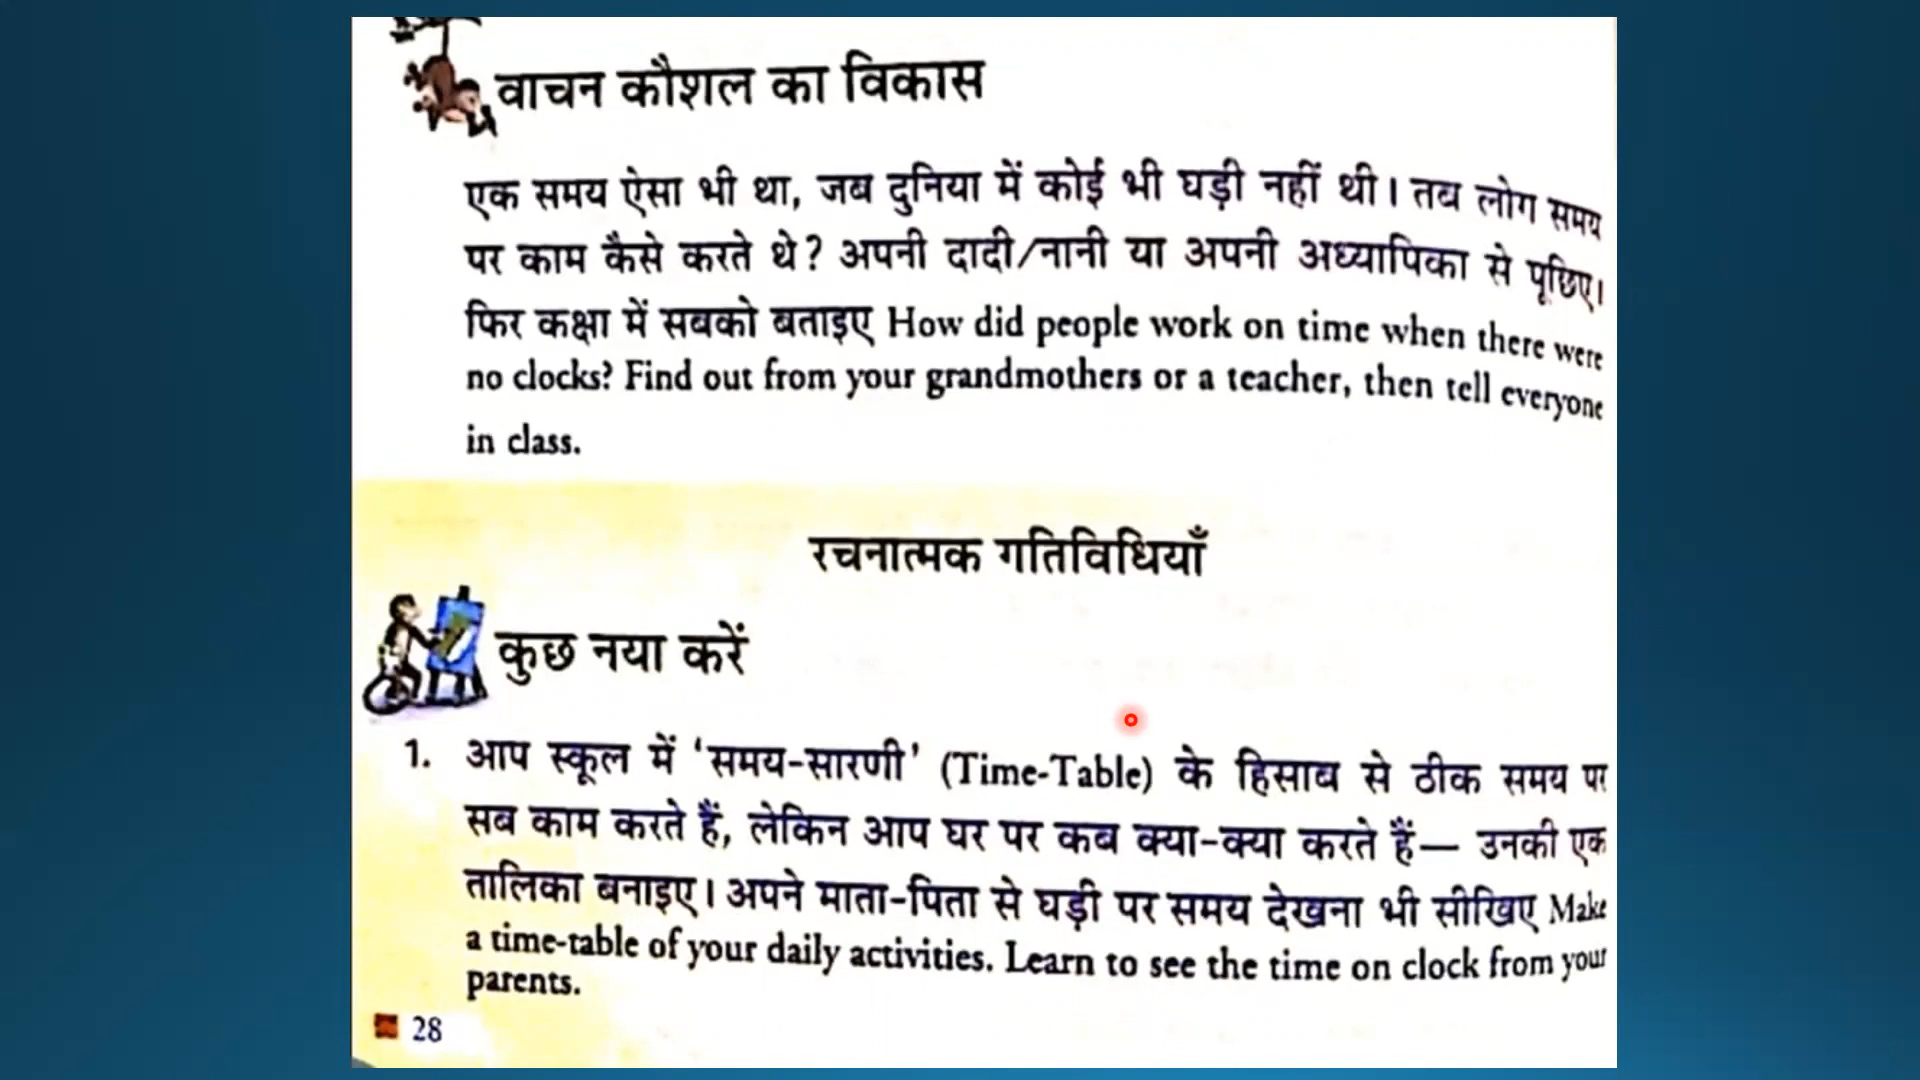 वाचन कौशल का विकास
एक समय ऐसा भी था, जब दुनिया में कोई भी घड़ी नहीं थी। तब लोग समय
पर काम कैसे करते थे? अपनी दादी/नानी या अपनी अध्यापिका से पूछिए।
फिर कक्षा में सबको बताइए How did people work on time when there were
no clocks? Find out from your grandmothers or a teacher, then tell everyone
in class.
रचनात्मक गतिविधियाँ
कुछ नया करें
1. आप स्कूल में ‘समय-सारणी’ (Time-Table) के हिसाब से ठीक समय पर
सब काम करते हैं, लेकिन आप घर पर कब क्या-क्या करते हैं— उनकी एक
तालिका बनाइए। अपने माता-पिता से घड़ी पर समय देखना भी सीखिए Make
a time-table of your daily activities. Learn to see the time on clock from your
parents.
28